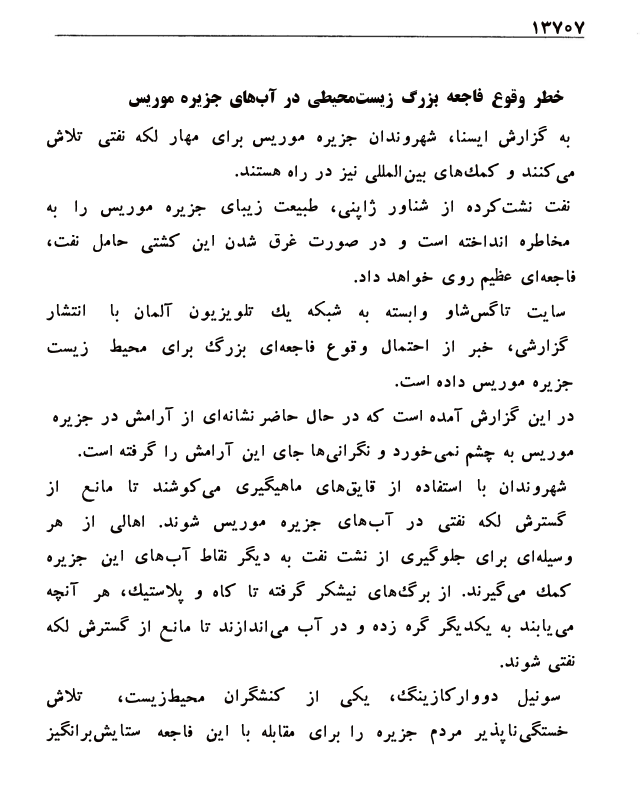 ۱۳۷۰۷
خطر وقوع فاجعه بزرگ زیست‌محیطی در آب‌های جزیره موریس
به گزارش ایسنا، شهروندان جزیره موریس برای مهار لکه نفتی تلاش
می‌کنند و کمک‌های بین‌المللی نیز در راه هستند.
نفت نشت‌کرده از شناور ژاپنی، طبیعت زیبای جزیره موریس را به
مخاطره انداخته است و در صورت غرق شدن این کشتی حامل نفت،
فاجعه‌ای عظیم روی خواهد داد.
سایت تاگس‌شاو وابسته به شبکه یک تلویزیون آلمان با انتشار
گزارشی، خبر از احتمال وقوع فاجعه‌ای بزرگ برای محیط زیست
جزیره موریس داده است.
در این گزارش آمده است که در حال حاضر نشانه‌ای از آرامش در جزیره
موریس به چشم نمی‌خورد و نگرانی‌ها جای این آرامش را گرفته است.
شهروندان با استفاده از قایق‌های ماهیگیری می‌کوشند تا مانع از
گسترش لکه نفتی در آب‌های جزیره موریس شوند. اهالی از هر
وسیله‌ای برای جلوگیری از نشت نفت به دیگر نقاط آب‌های این جزیره
کمک می‌گیرند. از برگ‌های نیشکر گرفته تا کاه و پلاستیک، هر آنچه
می‌یابند به یکدیگر گره زده و در آب می‌اندازند تا مانع از گسترش لکه
نفتی شوند.
سونیل دووارکازینگ، یکی از کنشگران محیط‌زیست، تلاش
خستگی‌ناپذیر مردم جزیره را برای مقابله با این فاجعه ستایش‌برانگیز